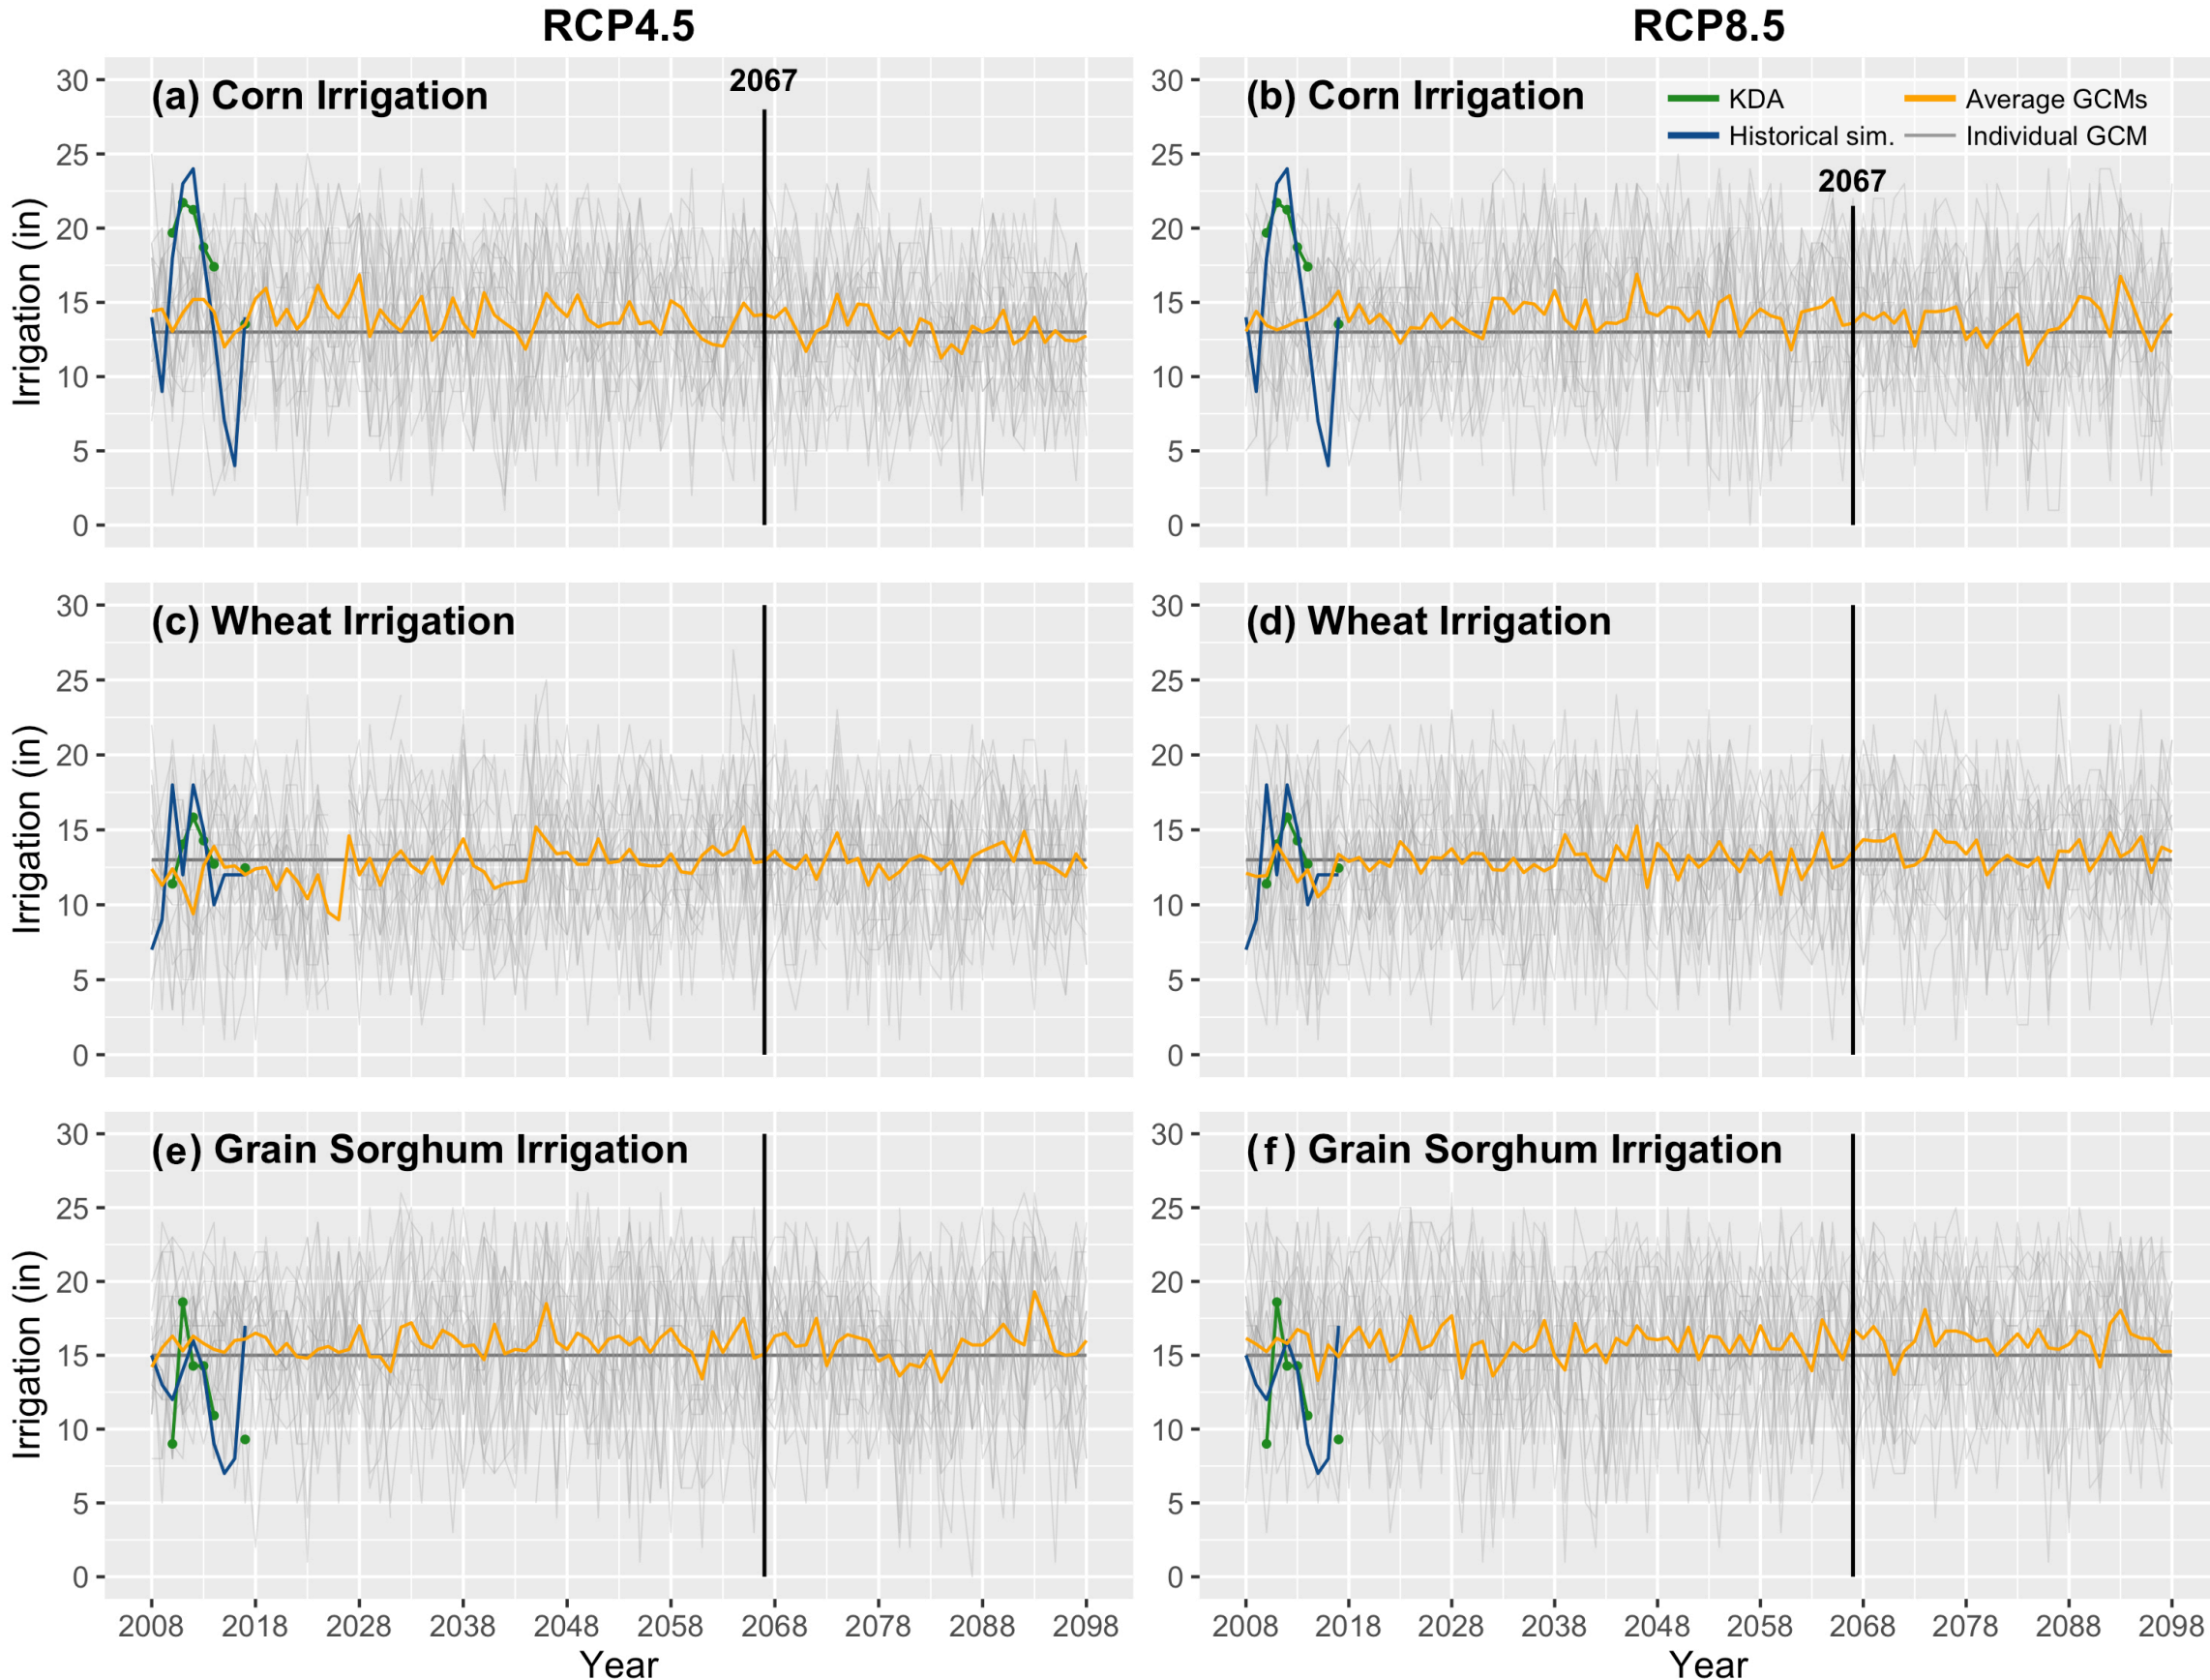 RCP4.5
RCP8.5
(a) Corn Irrigation
2067
(b) Corn Irrigation
KDA
Average GCMs
Historical sim.
Individual GCM
2067
Irrigation (in)
30
25
20
15
10
5
0
30
25
20
15
10
5
0
(c) Wheat Irrigation
(d) Wheat Irrigation
Irrigation (in)
30
25
20
15
10
5
0
30
25
20
15
10
5
0
(e) Grain Sorghum Irrigation
(f) Grain Sorghum Irrigation
Irrigation (in)
30
25
20
15
10
5
0
30
25
20
15
10
5
0
2008 2018 2028 2038 2048 2058 2068 2078 2088 2098
2008 2018 2028 2038 2048 2058 2068 2078 2088 2098
Year
Year